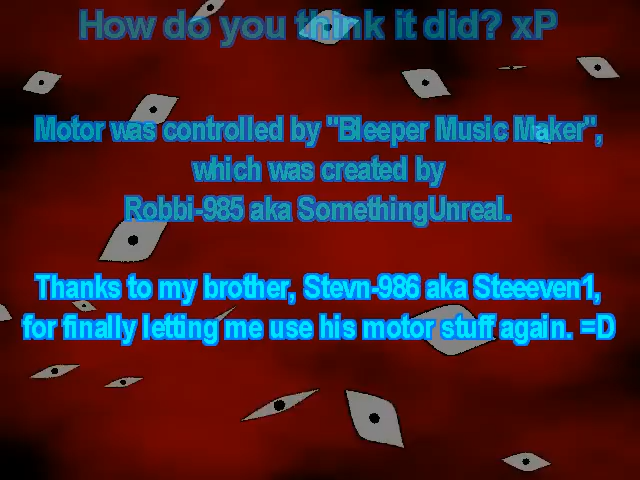 How do you think it did? xP
Motor was controlled by "Bleeper Music Maker",
which was created by
Robbi-985 aka SomethingUnreal.
Thanks to my brother, Stevn-986 aka Steeeven1,
for finally letting me use his motor stuff again. =D